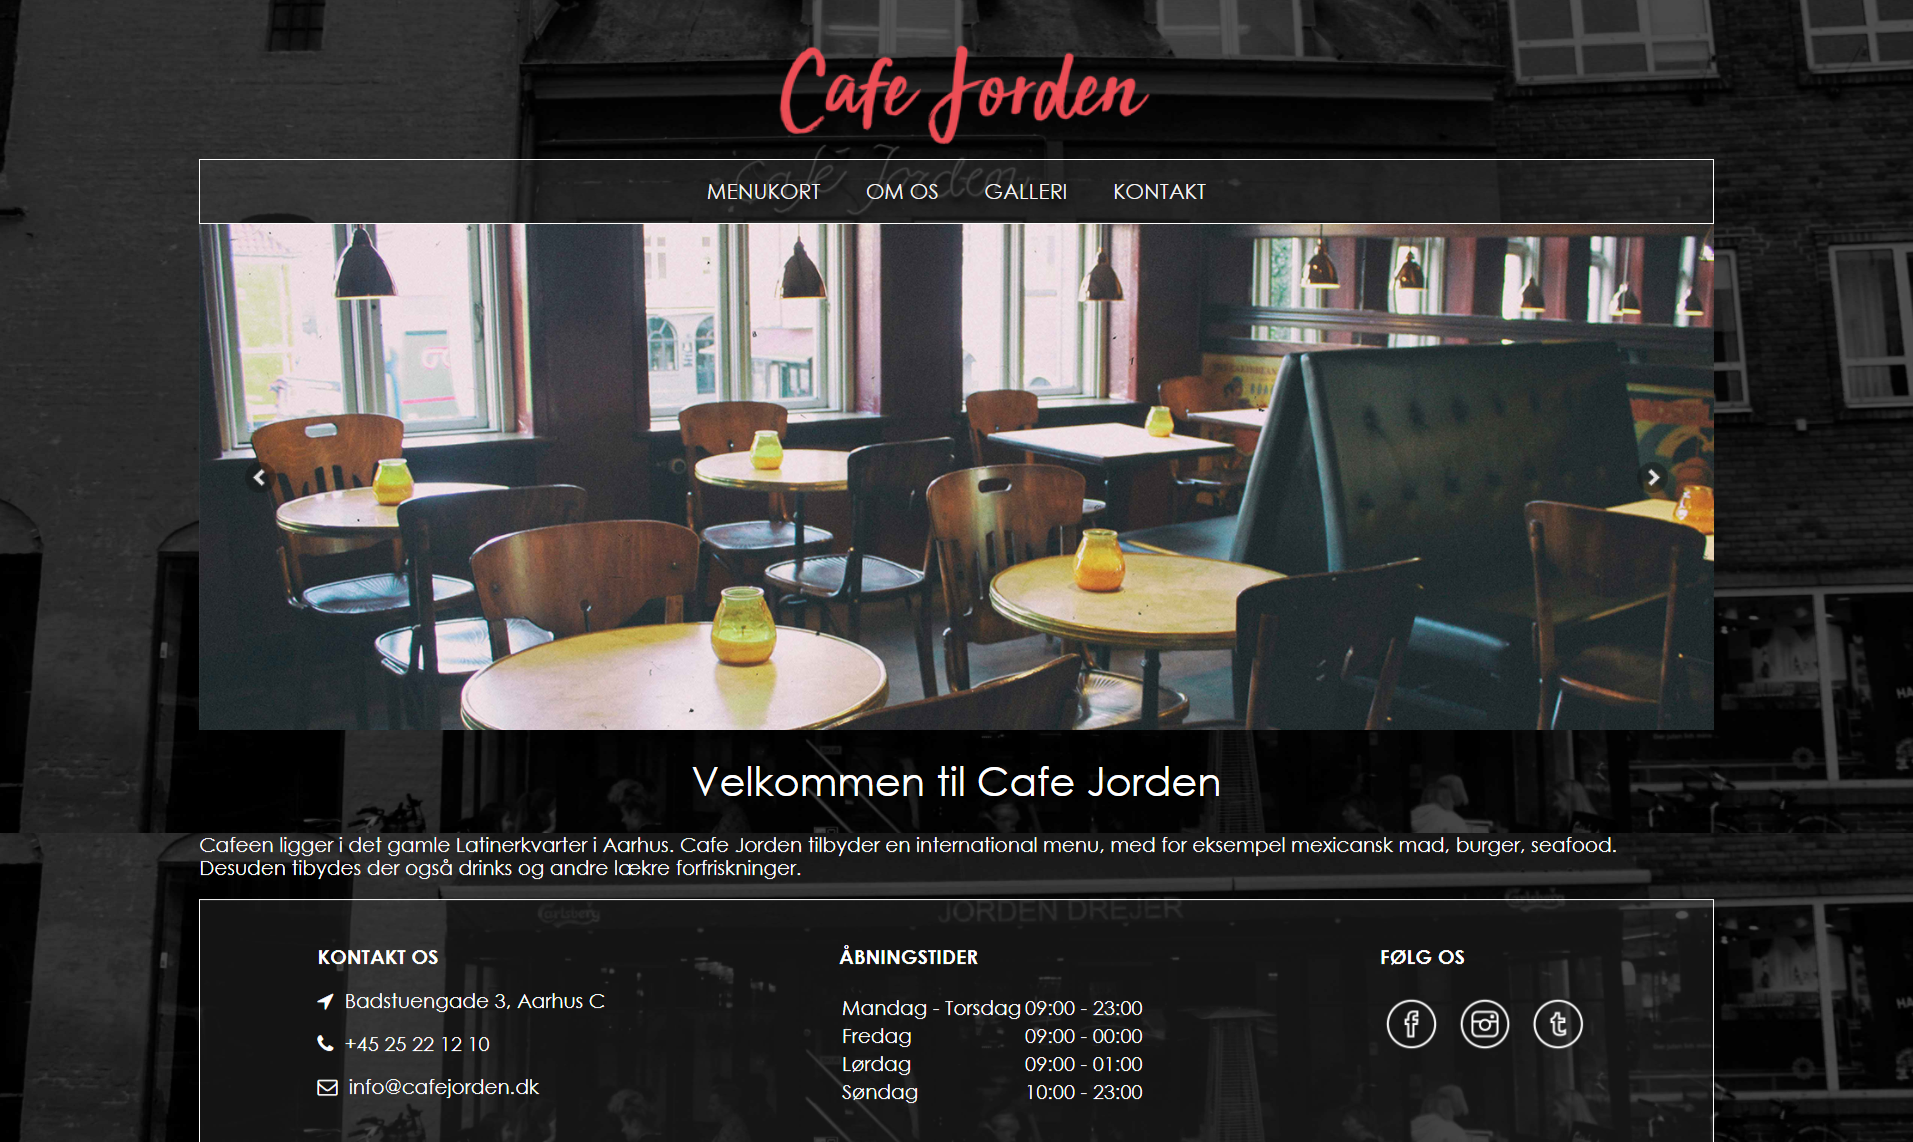 Cafe Jorden
Café Jorden
MENUKORT OM OS GALLERI KONTAKT
Velkommen til Cafe Jorden
Cafeen ligger i det gamle Latinerkvarter i Aarhus. Cafe Jorden tilbyder en international menu, med for eksempel mexicansk mad, burger, seafood.
Desuden tibydes der også drinks og andre lækre forfriskninger.
Carlsberg JORDEN DREJER Carlsberg
KONTAKT OS
Badstuengade 3, Aarhus C
+45 25 22 12 10
info@cafejorden.dk
ÅBNINGSTIDER
Mandag - Torsdag 09:00 - 23:00
Fredag 09:00 - 00:00
Lørdag 09:00 - 01:00
Søndag 10:00 - 23:00
FØLG OS